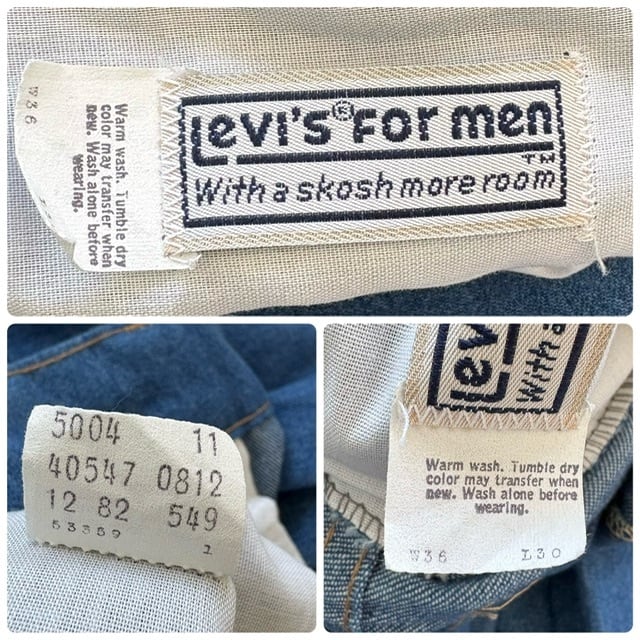 W36
Warm wash. Tumble dry
color may transfer when
new. Wash alone before
wearing.
Levi's® FOR men
With a skosh more room™
5004 11
40547 0812
12 82 549
53359 1
Levi
With a
Warm wash. Tumble dry
color may transfer when
new. Wash alone before
wearing.
W36 L30